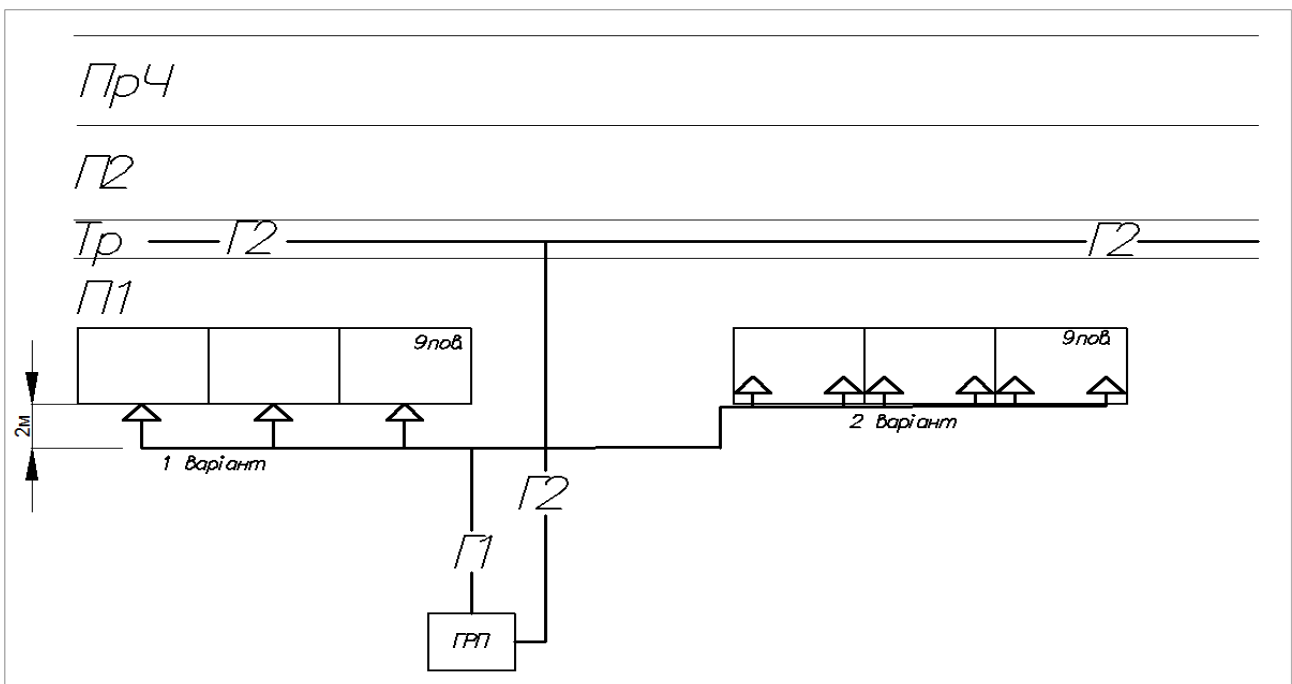 ПрЧ
П2
Тр Г2 Г2
П1
9пов. 9пов.
2м
1 варіант 2 варіант
Г2
Г1
ГРП